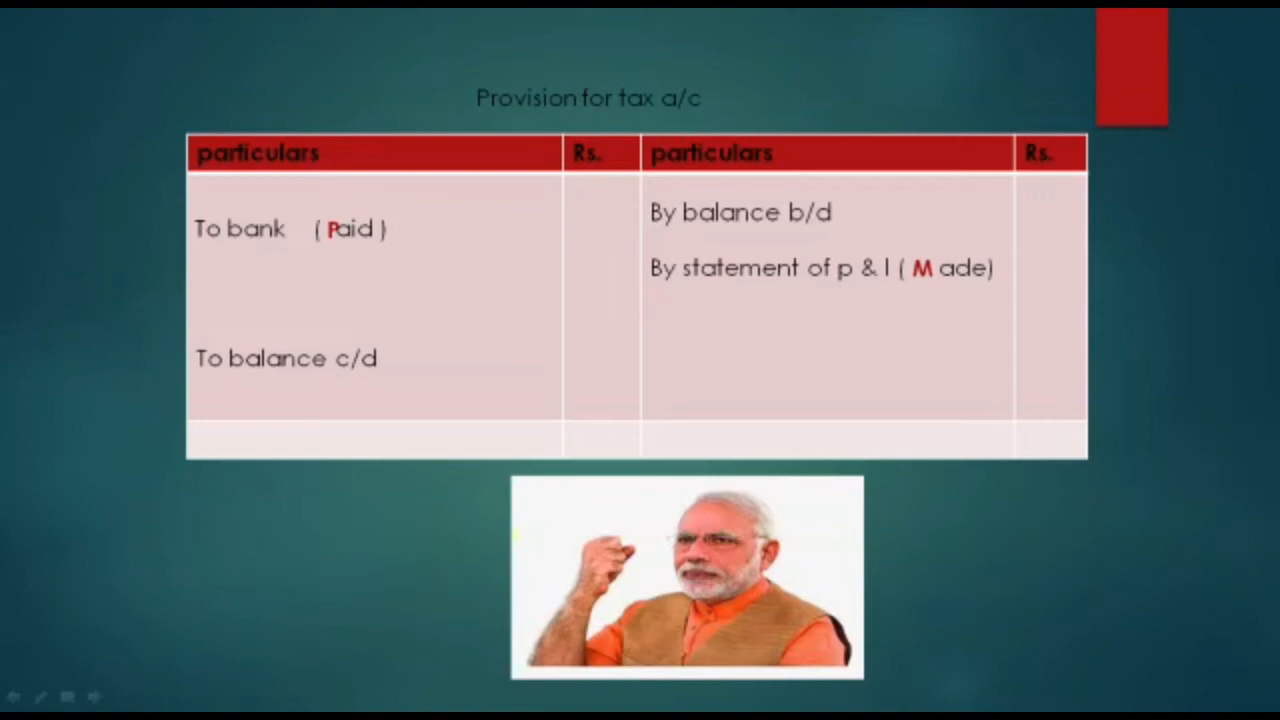 Provision for tax a/c
particulars Rs. particulars Rs.
To bank ( Paid )
By balance b/d
By statement of p & l ( M ade)
To balance c/d